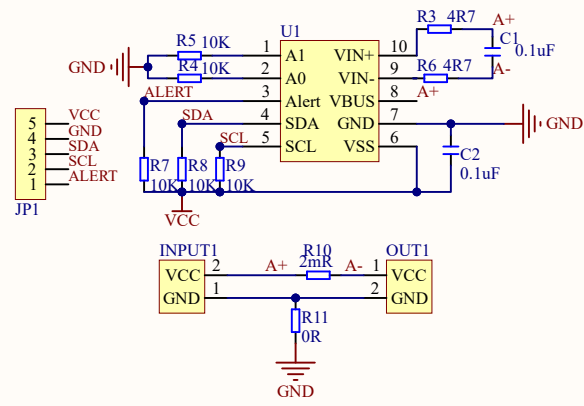 U1
R3 4R7 A+
R5 10K
1 A1 VIN+ 10
C1
0.1uF
GND
R4 10K
2 A0 VIN- 9
R6 4R7 A-
ALERT
3 Alert VBUS 8
A+
VCC
5
SDA
4 SDA GND 7
GND
GND
4
SDA
3
SCL
5 SCL VSS 6
SCL
2
C2
0.1uF
ALERT
1
R7 R8 R9
10K 10K 10K
JP1
VCC
INPUT1 R10 OUT1
2mR
VCC 2 A+ A- 1 VCC
GND 1 2 GND
R11
0R
GND